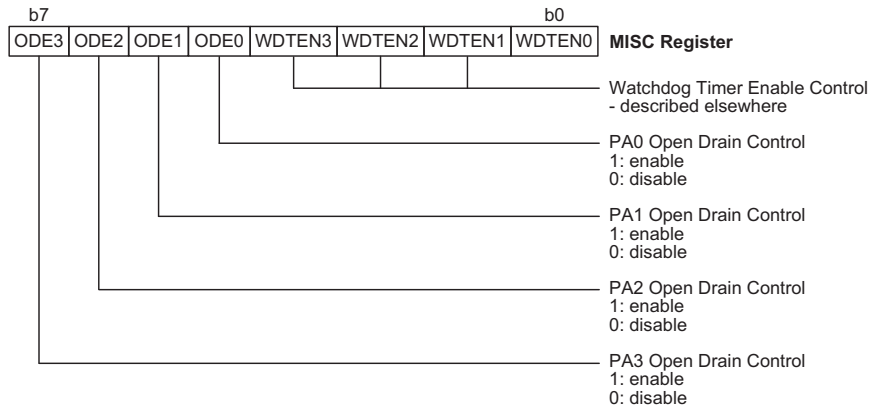 b7 b0
ODE3 ODE2 ODE1 ODE0 WDTEN3 WDTEN2 WDTEN1 WDTEN0 MISC Register
Watchdog Timer Enable Control
- described elsewhere
PA0 Open Drain Control
1: enable
0: disable
PA1 Open Drain Control
1: enable
0: disable
PA2 Open Drain Control
1: enable
0: disable
PA3 Open Drain Control
1: enable
0: disable